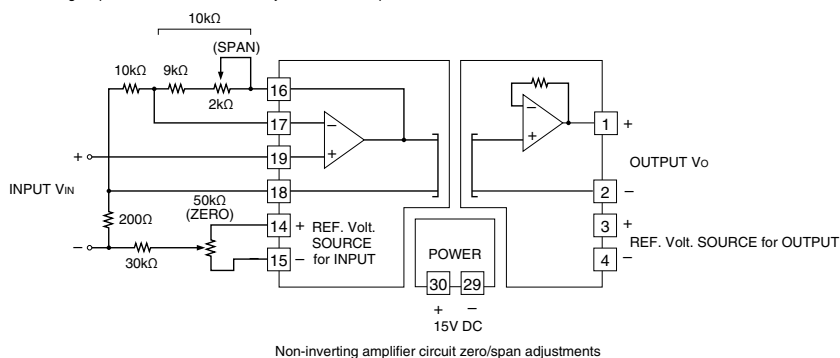 10kΩ
(SPAN)
10kΩ
9kΩ
2kΩ
16
17
19
18
14
15
+
INPUT VIN
−
200Ω
30kΩ
50kΩ
(ZERO)
−
+
+ REF. Volt.
SOURCE
− for INPUT
−
+
1 +
OUTPUT VO
2 −
3 +
REF. Volt. SOURCE for OUTPUT
4 −
POWER
30 29
+ −
15V DC
Non-inverting amplifier circuit zero/span adjustments